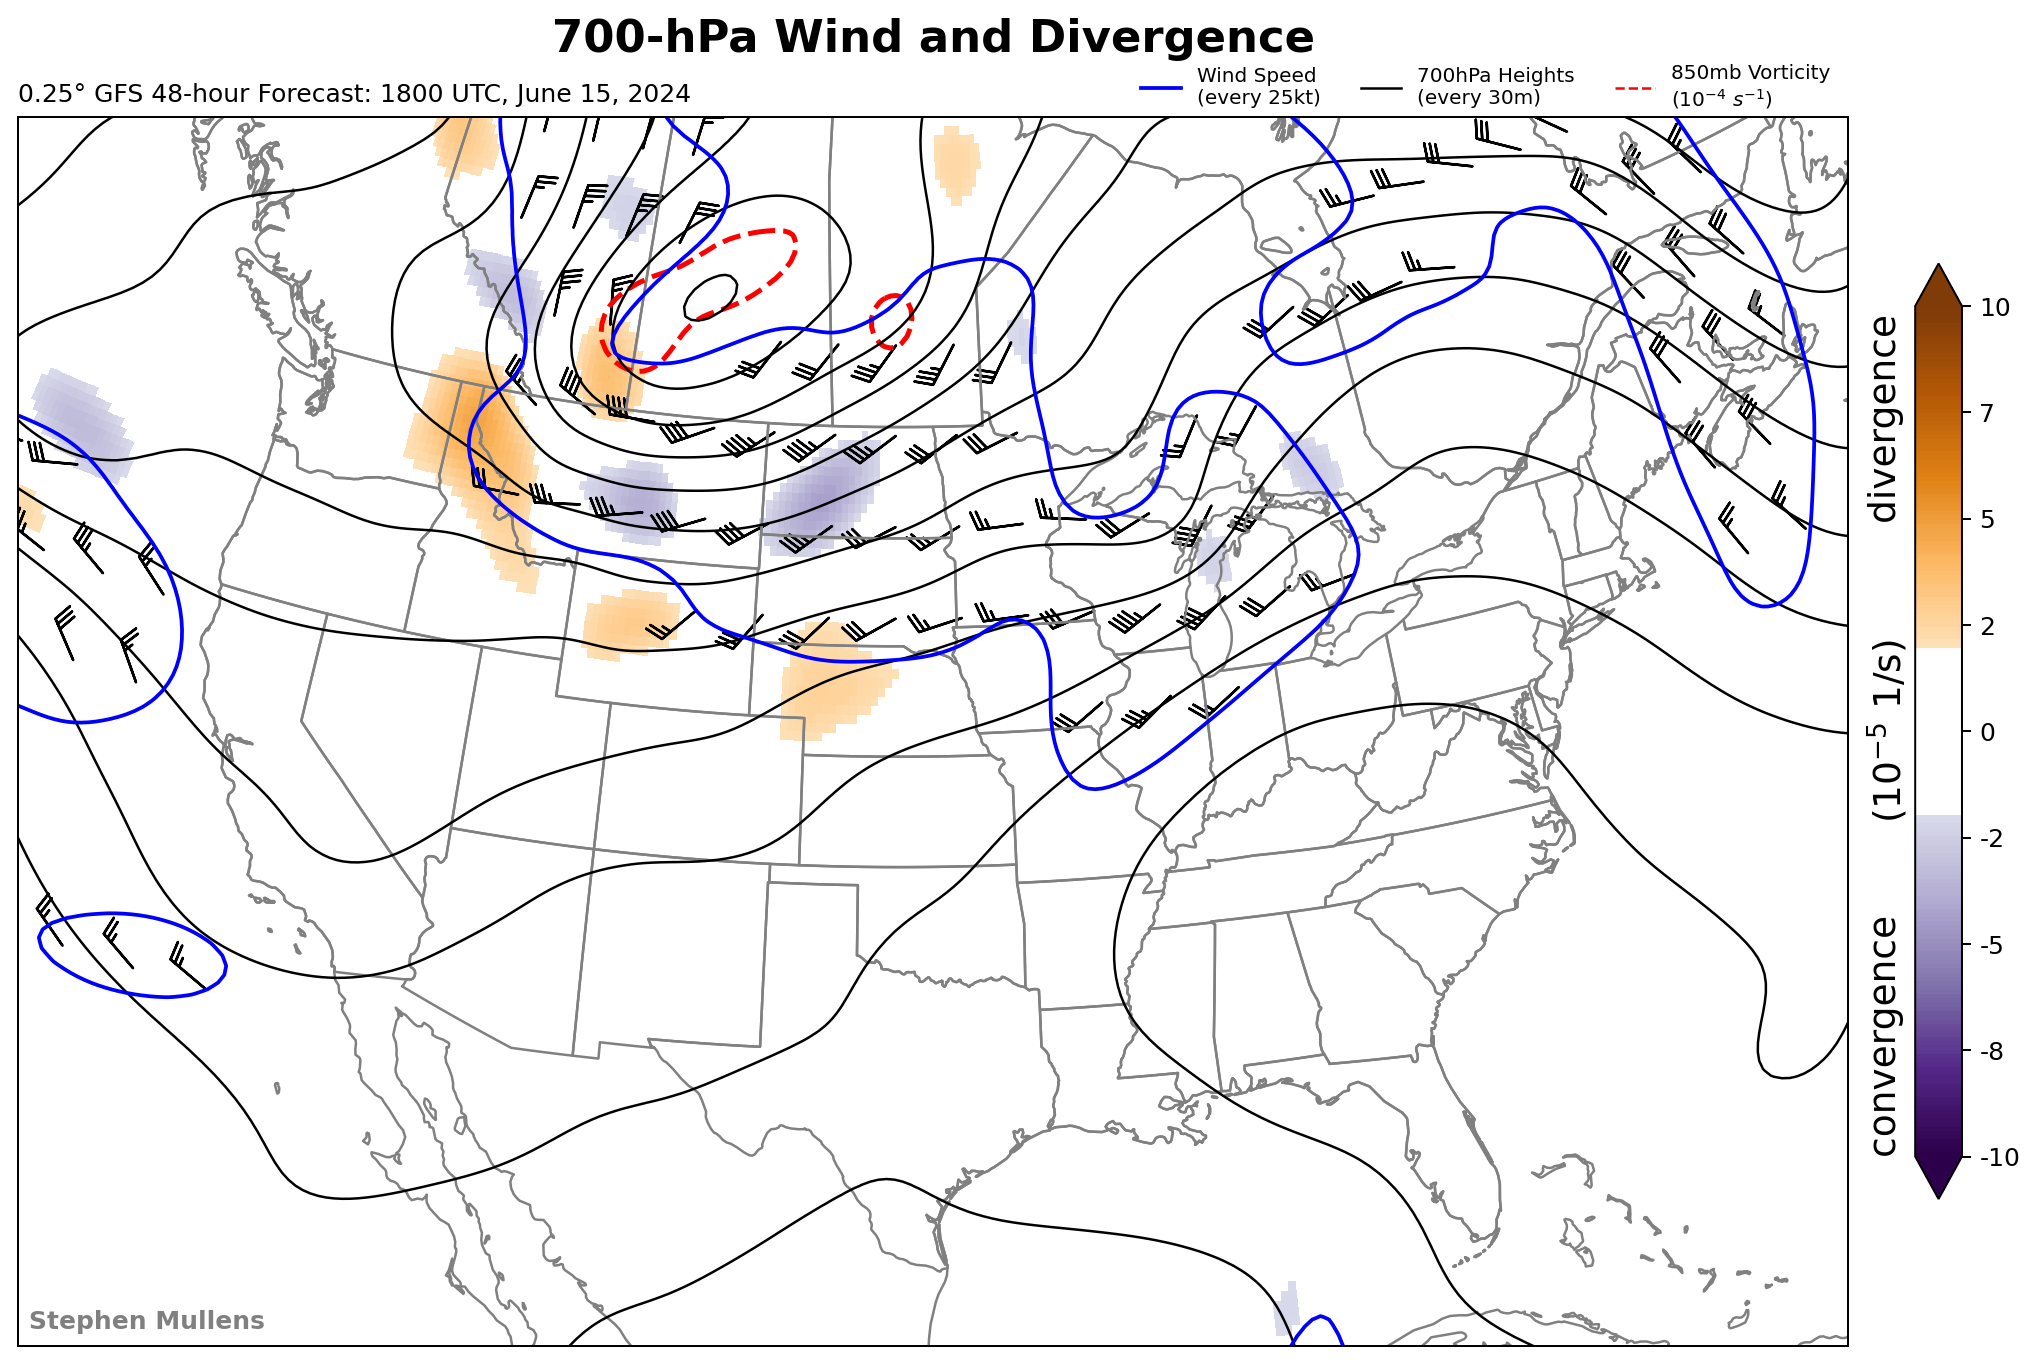 700-hPa Wind and Divergence
0.25° GFS 48-hour Forecast: 1800 UTC, June 15, 2024
Wind Speed
(every 25kt)
700hPa Heights
(every 30m)
850mb Vorticity
(10⁻⁴ s⁻¹)
10
7
5
2
0
-2
-5
-8
-10
convergence (10⁻⁵ 1/s) divergence
Stephen Mullens